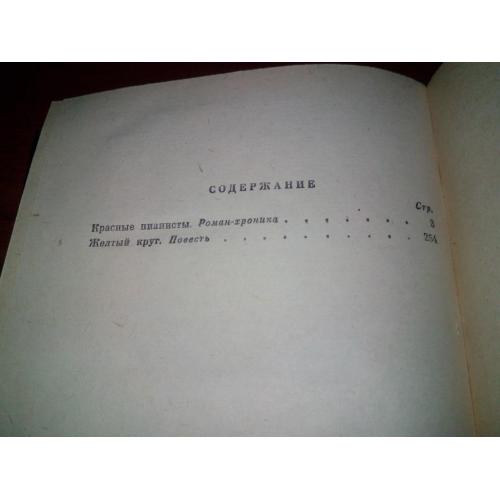 СОДЕРЖАНИЕ
Стр.
Красные пианисты. Роман-хроника . . . . . . . . 3
Желтый круг. Повесть . . . . . . . . . . . 254